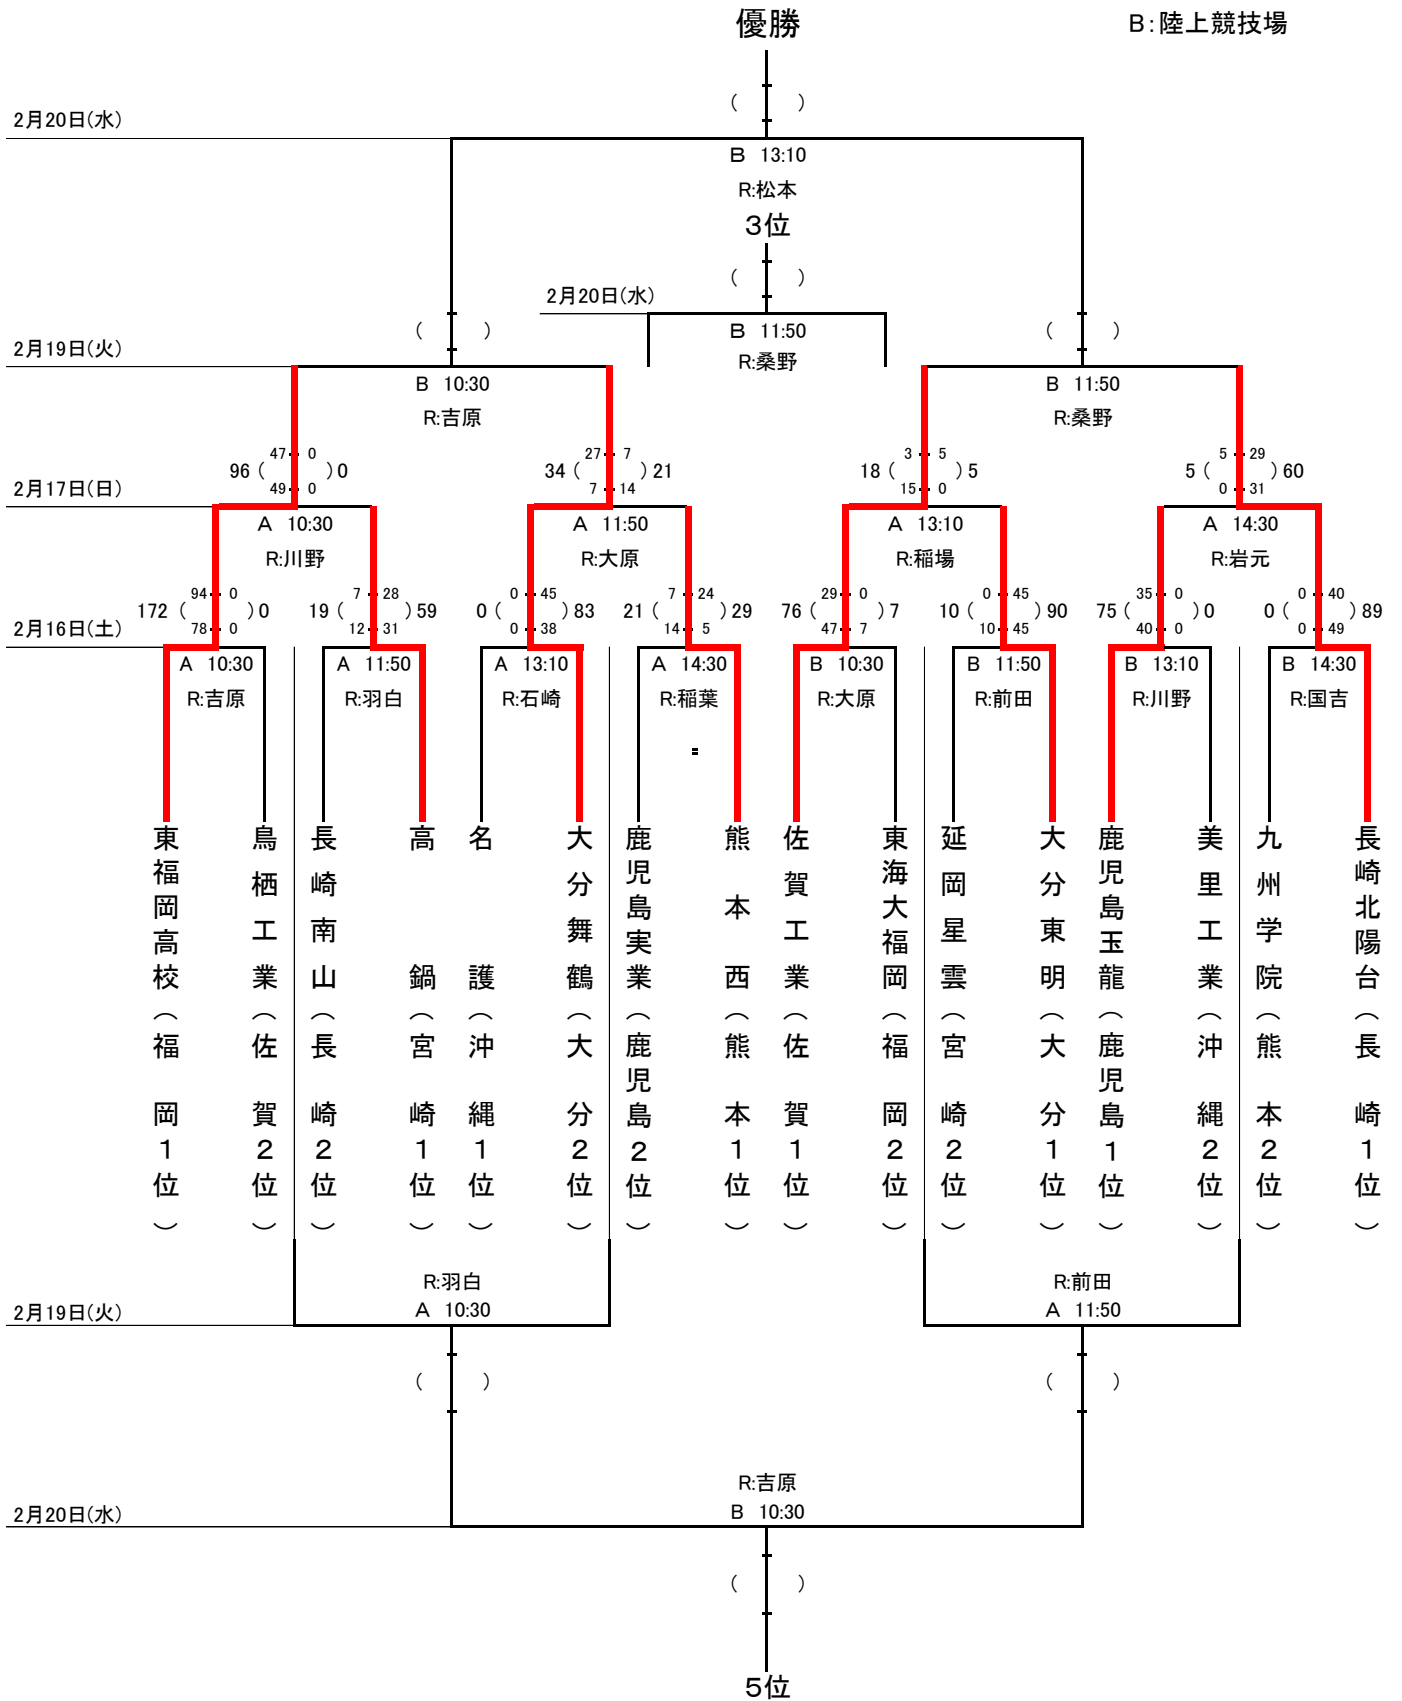 優勝
B:陸上競技場
( )
2月20日(水)
B 13:10
R:松本
3位
( )
2月20日(水)
B 11:50
R:桑野
( )
( )
2月19日(火)
B 10:30
R:吉原
B 11:50
R:桑野
47 0
96 ( )0
49 0
27 7
34 ( )21
7 14
3 5
18 ( )5
15 0
5 29
5 ( )60
0 31
2月17日(日)
A 10:30
R:川野
A 11:50
R:大原
A 13:10
R:稲場
A 14:30
R:岩元
94 0
172 ( )0
78 0
7 28
19 ( )59
12 31
0 45
0 ( )83
0 38
7 24
21 ( )29
14 5
29 0
76 ( )7
47 7
0 45
10 ( )90
10 45
35 0
75 ( )0
40 0
0 40
0 ( )89
0 49
2月16日(土)
A 10:30
R:吉原
A 11:50
R:羽白
A 13:10
R:石崎
A 14:30
R:稲葉
B 10:30
R:大原
B 11:50
R:前田
B 13:10
R:川野
B 14:30
R:国吉
東福岡高校(福岡1位)
鳥栖工業(佐賀2位)
長崎南山(長崎2位)
高鍋(宮崎1位)
名護(沖縄1位)
大分舞鶴(大分2位)
鹿児島実業(鹿児島2位)
熊本西(熊本1位)
佐賀工業(佐賀1位)
東海大福岡(福岡2位)
延岡星雲(宮崎2位)
大分東明(大分1位)
鹿児島玉龍(鹿児島1位)
美里工業(沖縄2位)
九州学院(熊本2位)
長崎北陽台(長崎1位)
R:羽白
A 10:30
R:前田
A 11:50
2月19日(火)
( )
( )
R:吉原
B 10:30
2月20日(水)
( )
5位